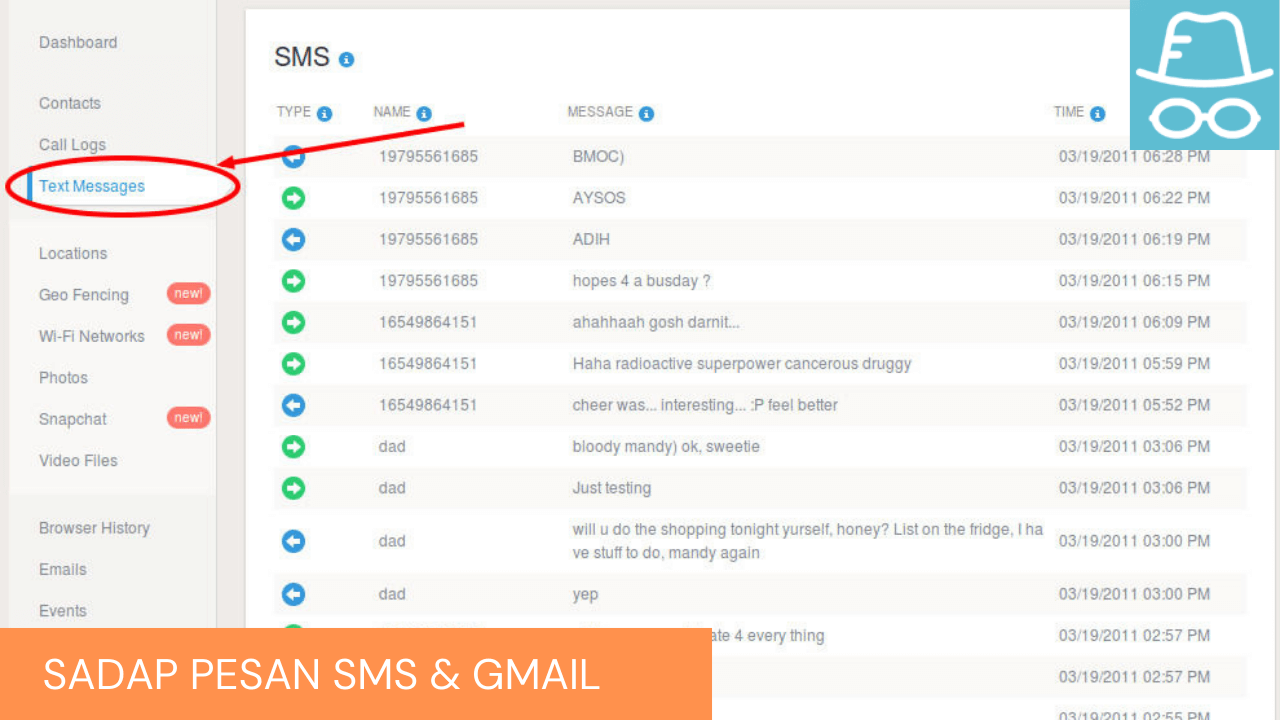 Dashboard
Contacts
Call Logs
Text Messages
Locations
Geo Fencing new!
Wi-Fi Networks new!
Photos
Snapchat new!
Video Files
Browser History
Emails
Events
SMS
TYPE NAME MESSAGE TIME
19795561685 BMOC) 03/19/2011 06:28 PM
19795561685 AYSOS 03/19/2011 06:22 PM
19795561685 ADIH 03/19/2011 06:19 PM
19795561685 hopes 4 a busday ? 03/19/2011 06:15 PM
16549864151 ahahhaah gosh darnit... 03/19/2011 06:09 PM
16549864151 Haha radioactive superpower cancerous druggy 03/19/2011 05:59 PM
16549864151 cheer was... interesting... :P feel better 03/19/2011 05:52 PM
dad bloody mandy) ok, sweetie 03/19/2011 03:06 PM
dad Just testing 03/19/2011 03:06 PM
dad will u do the shopping tonight yurself, honey? List on the fridge, I ha 03/19/2011 03:00 PM
ve stuff to do, mandy again
dad yep 03/19/2011 03:00 PM
4 every thing 03/19/2011 02:57 PM
03/19/2011 02:57 PM
03/19/2011 02:55 PM
SADAP PESAN SMS & GMAIL